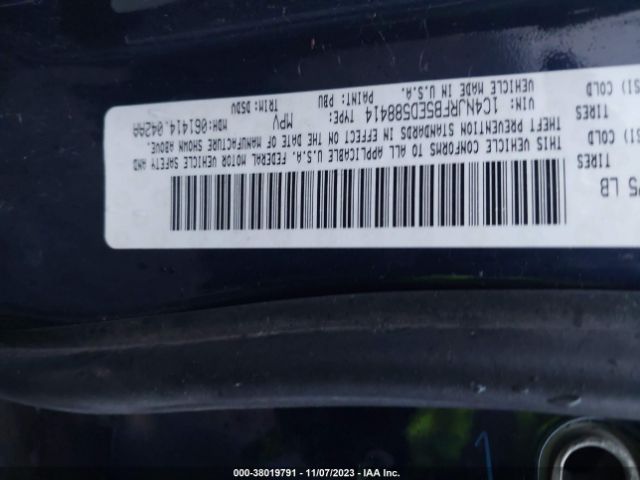 THIS VEHICLE CONFORMS TO ALL APPLICABLE U.S.A. FEDERAL MOTOR VEHICLE SAFETY AND
THEFT PREVENTION STANDARDS IN EFFECT ON THE DATE OF MANUFACTURE SHOWN ABOVE.
VIN: 1C4NJRFB5ED588414 TYPE: MPV MDH:061414 042AA
VEHICLE MADE IN U.S.A. PAINT: PBU TRIM: DSDV
TIRES
COLD
TIRES
COLD
LB
000-38019791 - 11/07/2023 - IAA Inc.